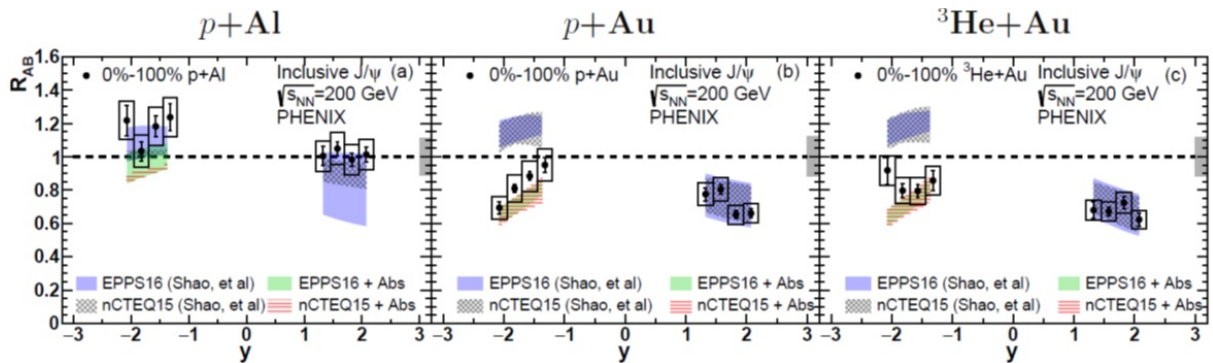 p+Al p+Au ³He+Au
R_AB
1.6
1.4
1.2
1
0.8
0.6
0.4
0.2
0
0%-100% p+Al
Inclusive J/ψ (a)
√s_NN=200 GeV
PHENIX
EPPS16 (Shao, et al) EPPS16 + Abs
nCTEQ15 (Shao, et al) nCTEQ15 + Abs
−3 −2 −1 0 1 2 3
y
0%-100% p+Au
Inclusive J/ψ (b)
√s_NN=200 GeV
PHENIX
EPPS16 (Shao, et al) EPPS16 + Abs
nCTEQ15 (Shao, et al) nCTEQ15 + Abs
−2 −1 0 1 2 3
y
0%-100% ³He+Au
Inclusive J/ψ (c)
√s_NN=200 GeV
PHENIX
EPPS16 (Shao, et al) EPPS16 + Abs
nCTEQ15 (Shao, et al) nCTEQ15 + Abs
−2 −1 0 1 2 3
y